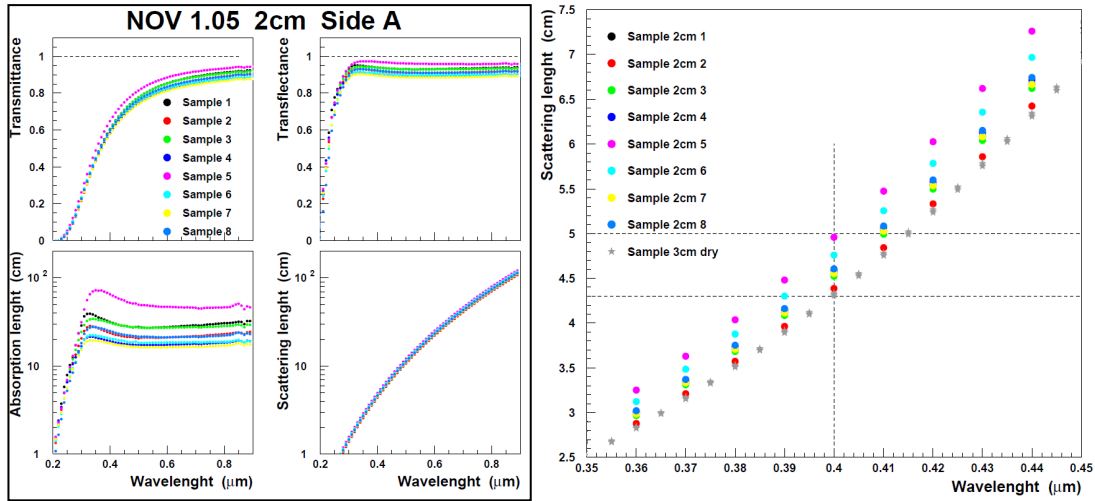 NOV 1.05 2cm Side A
Transmittance
1
0.8
0.6
0.4
0.2
0
Sample 1
Sample 2
Sample 3
Sample 4
Sample 5
Sample 6
Sample 7
Sample 8
Transflectance
1
0.8
0.6
0.4
0.2
0
Absorption lenght (cm)
10 2
10
1
0.2 0.4 0.6 0.8
Wavelenght (μm)
Scattering lenght (cm)
10 2
10
1
0.2 0.4 0.6 0.8
Wavelenght (μm)
Scattering lenght (cm)
7.5
7
6.5
6
5.5
5
4.5
4
3.5
3
2.5
Sample 2cm 1
Sample 2cm 2
Sample 2cm 3
Sample 2cm 4
Sample 2cm 5
Sample 2cm 6
Sample 2cm 7
Sample 2cm 8
Sample 3cm dry
0.35 0.36 0.37 0.38 0.39 0.4 0.41 0.42 0.43 0.44 0.45
Wavelenght (μm)